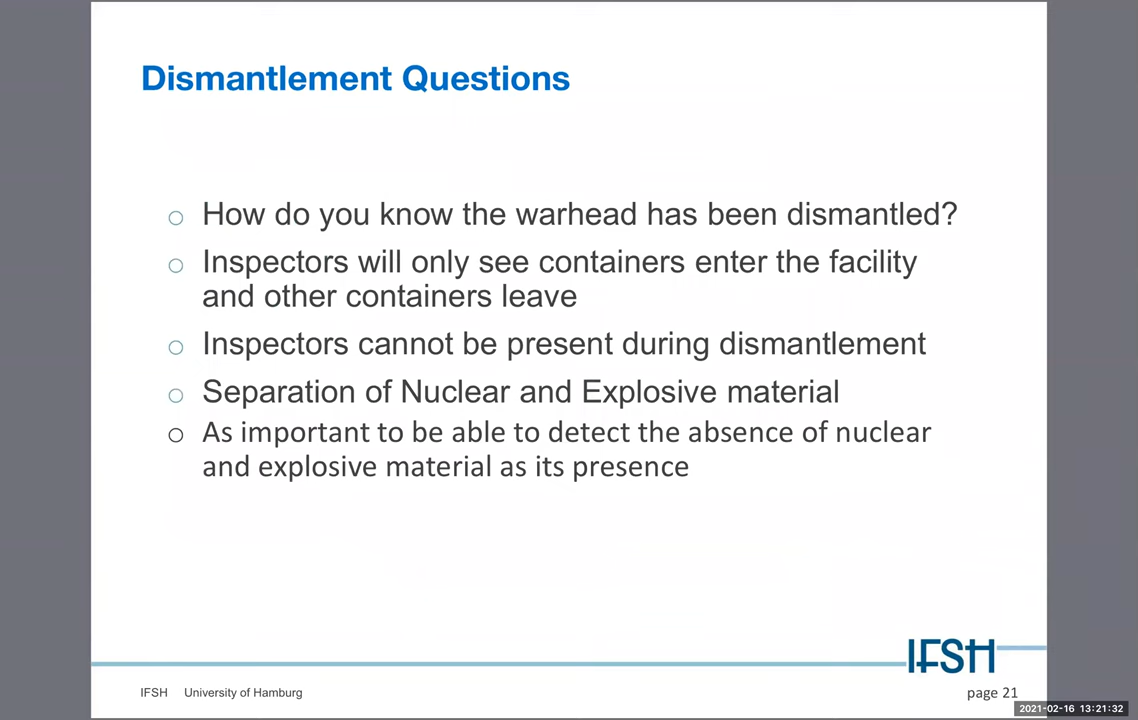 Dismantlement Questions
○ How do you know the warhead has been dismantled?
○ Inspectors will only see containers enter the facility
and other containers leave
○ Inspectors cannot be present during dismantlement
○ Separation of Nuclear and Explosive material
○ As important to be able to detect the absence of nuclear
and explosive material as its presence
IFSH
IFSH University of Hamburg
page 21
2021-02-16 13:21:32